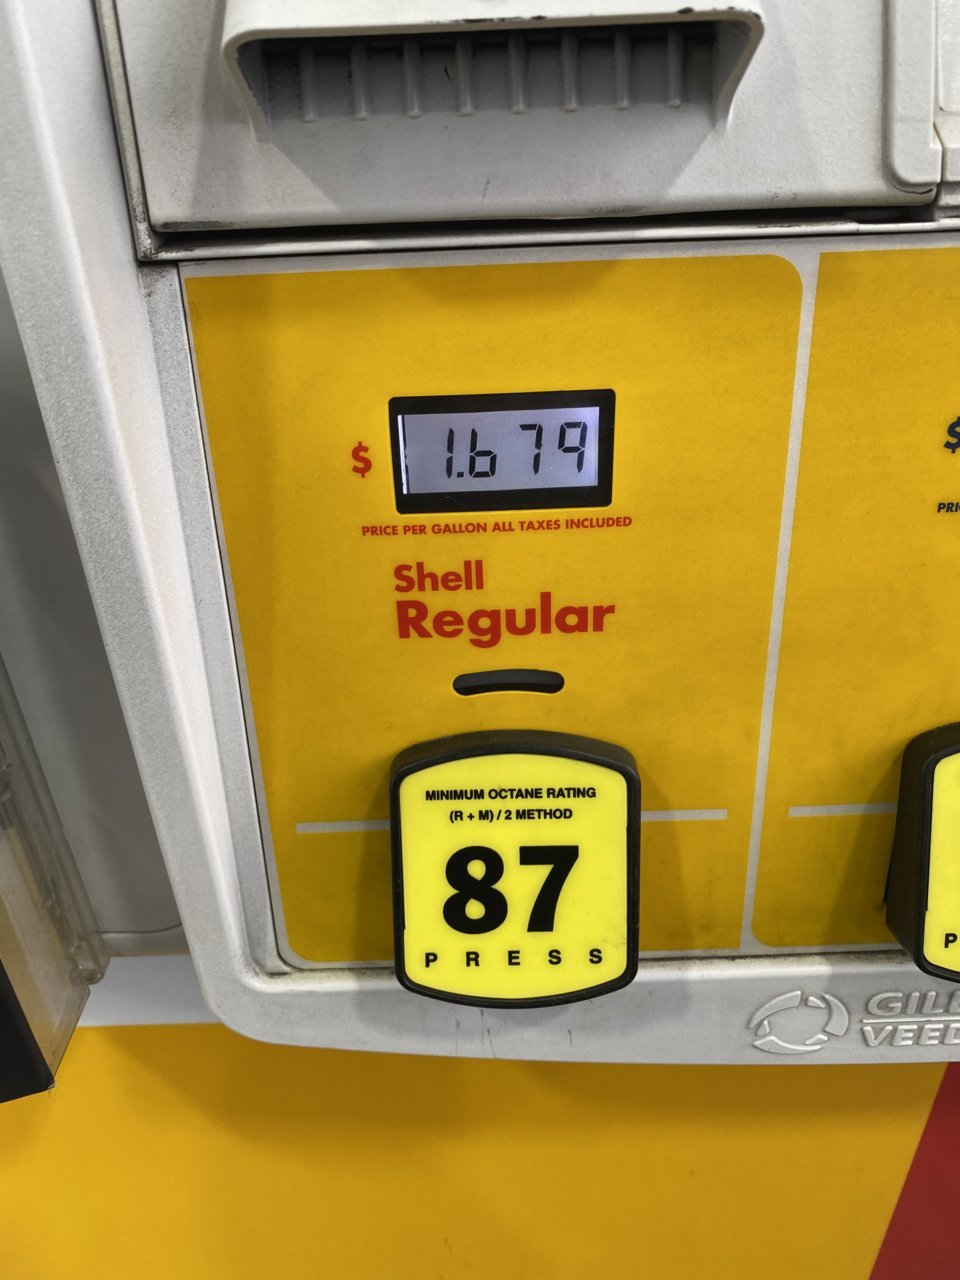 $ 1.679
$
PRICE PER GALLON ALL TAXES INCLUDED
Shell
Regular
MINIMUM OCTANE RATING
(R + M) / 2 METHOD
87
PRESS
P